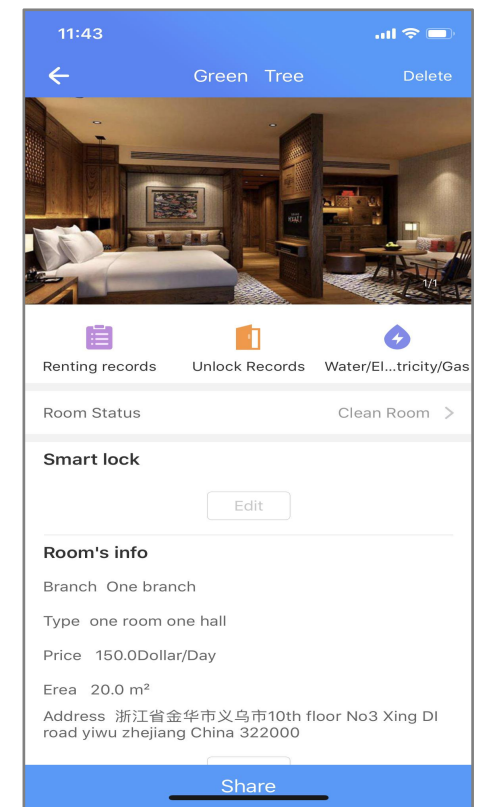 11:43
Green Tree
Delete
1/1
Renting records
Unlock Records
Water/El...tricity/Gas
Room Status
Clean Room
Smart lock
Edit
Room's info
Branch One branch
Type one room one hall
Price 150.0Dollar/Day
Erea 20.0 m²
Address 浙江省金华市义乌市10th floor No3 Xing DI
road yiwu zhejiang China 322000
Share